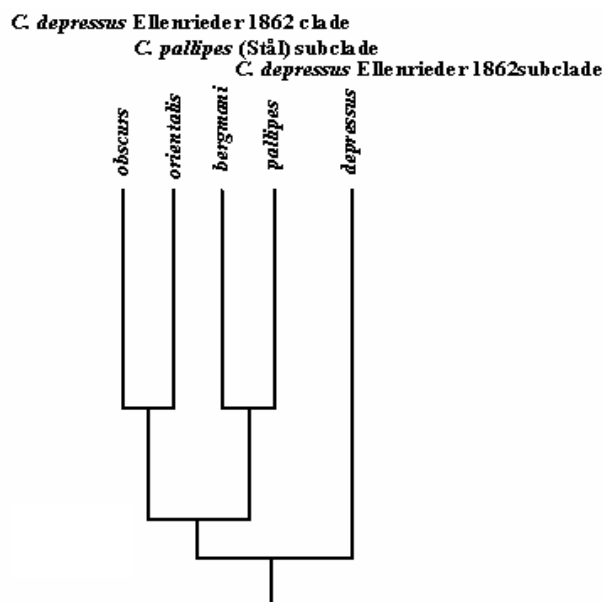 C. depressus Ellenrieder 1862 clade
C. pallipes (Stål) subclade
C. depressus Ellenrieder 1862subclade
obscurs
orientalis
bergmani
pallipes
depressus